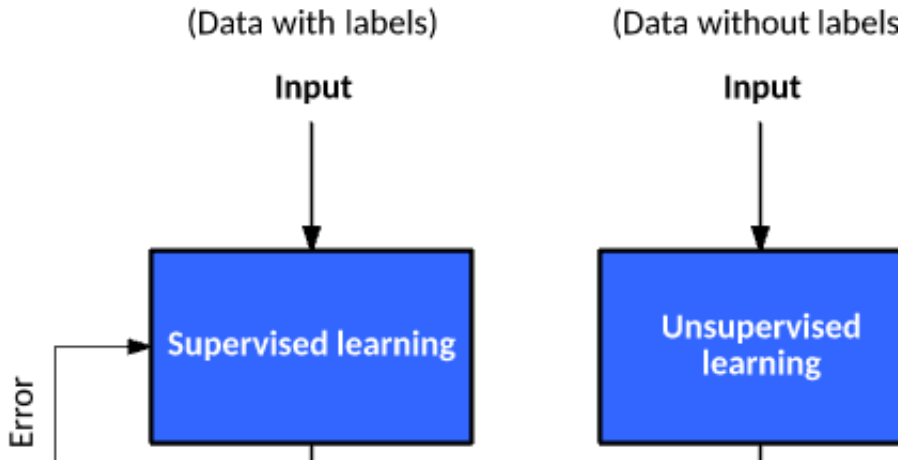 (Data with labels)
(Data without labels
Input
Input
Supervised learning
Unsupervised
learning
Error